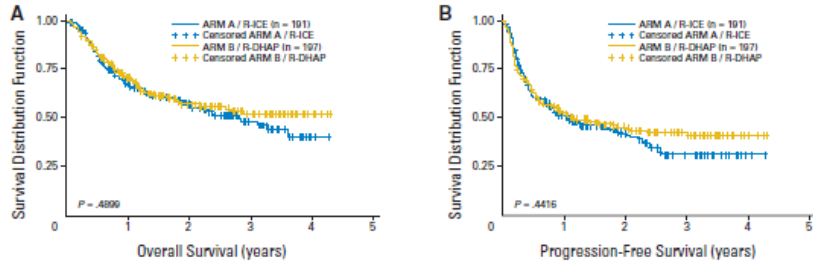 A
ARM A / R-ICE (n = 191)
Censored ARM A / R-ICE
ARM B / R-DHAP (n = 197)
Censored ARM B / R-DHAP
Survival Distribution Function
1.00
0.75
0.50
0.25
P = .4899
0 1 2 3 4 5
Overall Survival (years)
B
ARM A / R-ICE (n = 191)
Censored ARM A / R-ICE
ARM B / R-DHAP (n = 197)
Censored ARM B / R-DHAP
Survival Distribution Function
1.00
0.75
0.50
0.25
P = .4416
0 1 2 3 4 5
Progression-Free Survival (years)